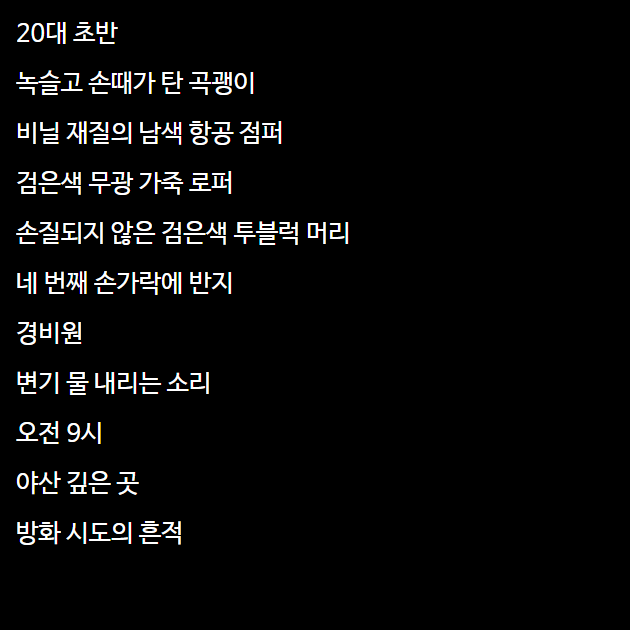 20대 초반
녹슬고 손때가 탄 곡괭이
비닐 재질의 남색 항공 점퍼
검은색 무광 가죽 로퍼
손질되지 않은 검은색 투블럭 머리
네 번째 손가락에 반지
경비원
변기 물 내리는 소리
오전 9시
야산 깊은 곳
방화 시도의 흔적